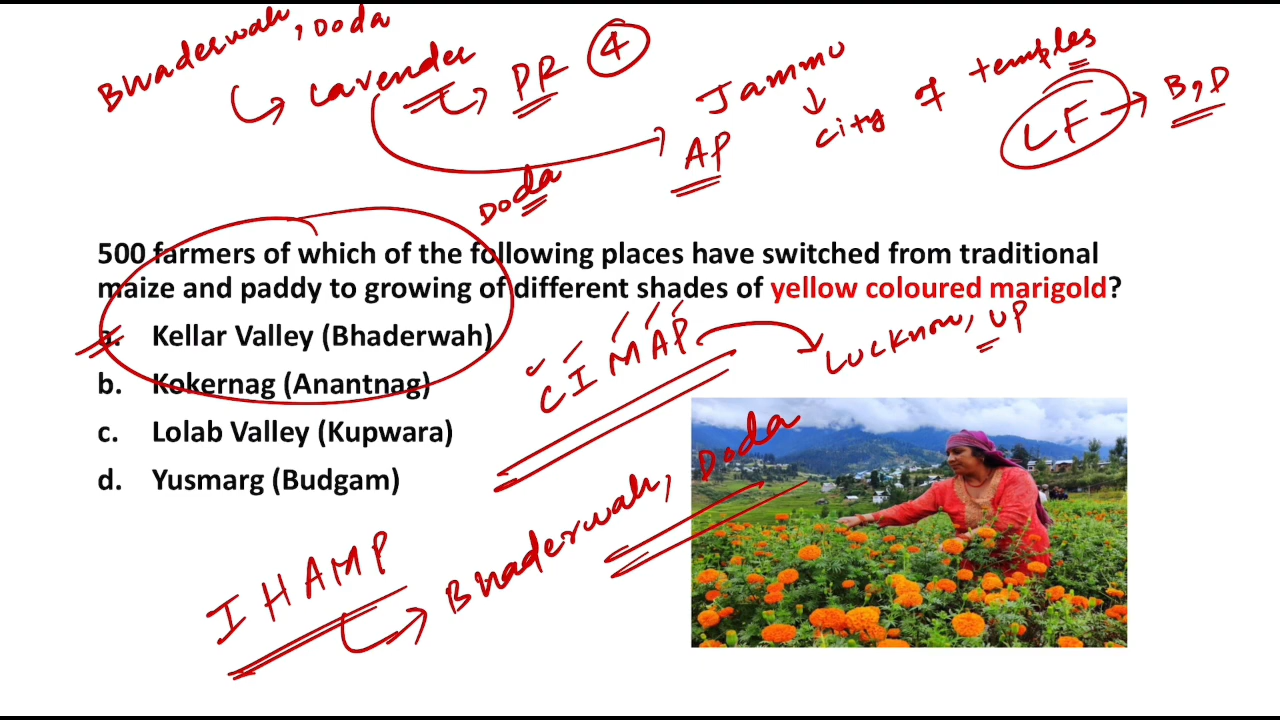 Bhaderwah, Doda
Lavender
PR 4
Jammu
city of temples
AP
LF
B, D
Doda
500 farmers of which of the following places have switched from traditional
maize and paddy to growing of different shades of yellow coloured marigold?
a. Kellar Valley (Bhaderwah)
b. Kokernag (Anantnag)
c. Lolab Valley (Kupwara)
d. Yusmarg (Budgam)
CIMAP
Lucknow, UP
IHAMP
Bhaderwah, Doda